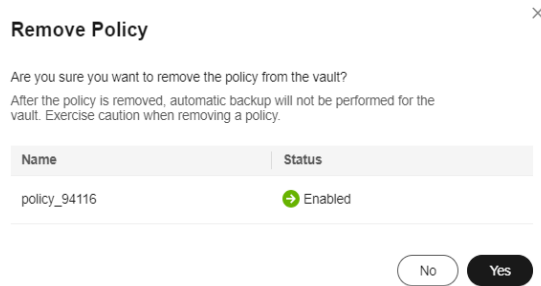 Remove Policy
Are you sure you want to remove the policy from the vault?
After the policy is removed, automatic backup will not be performed for the
vault. Exercise caution when removing a policy.
Name Status
policy_94116 Enabled
No Yes